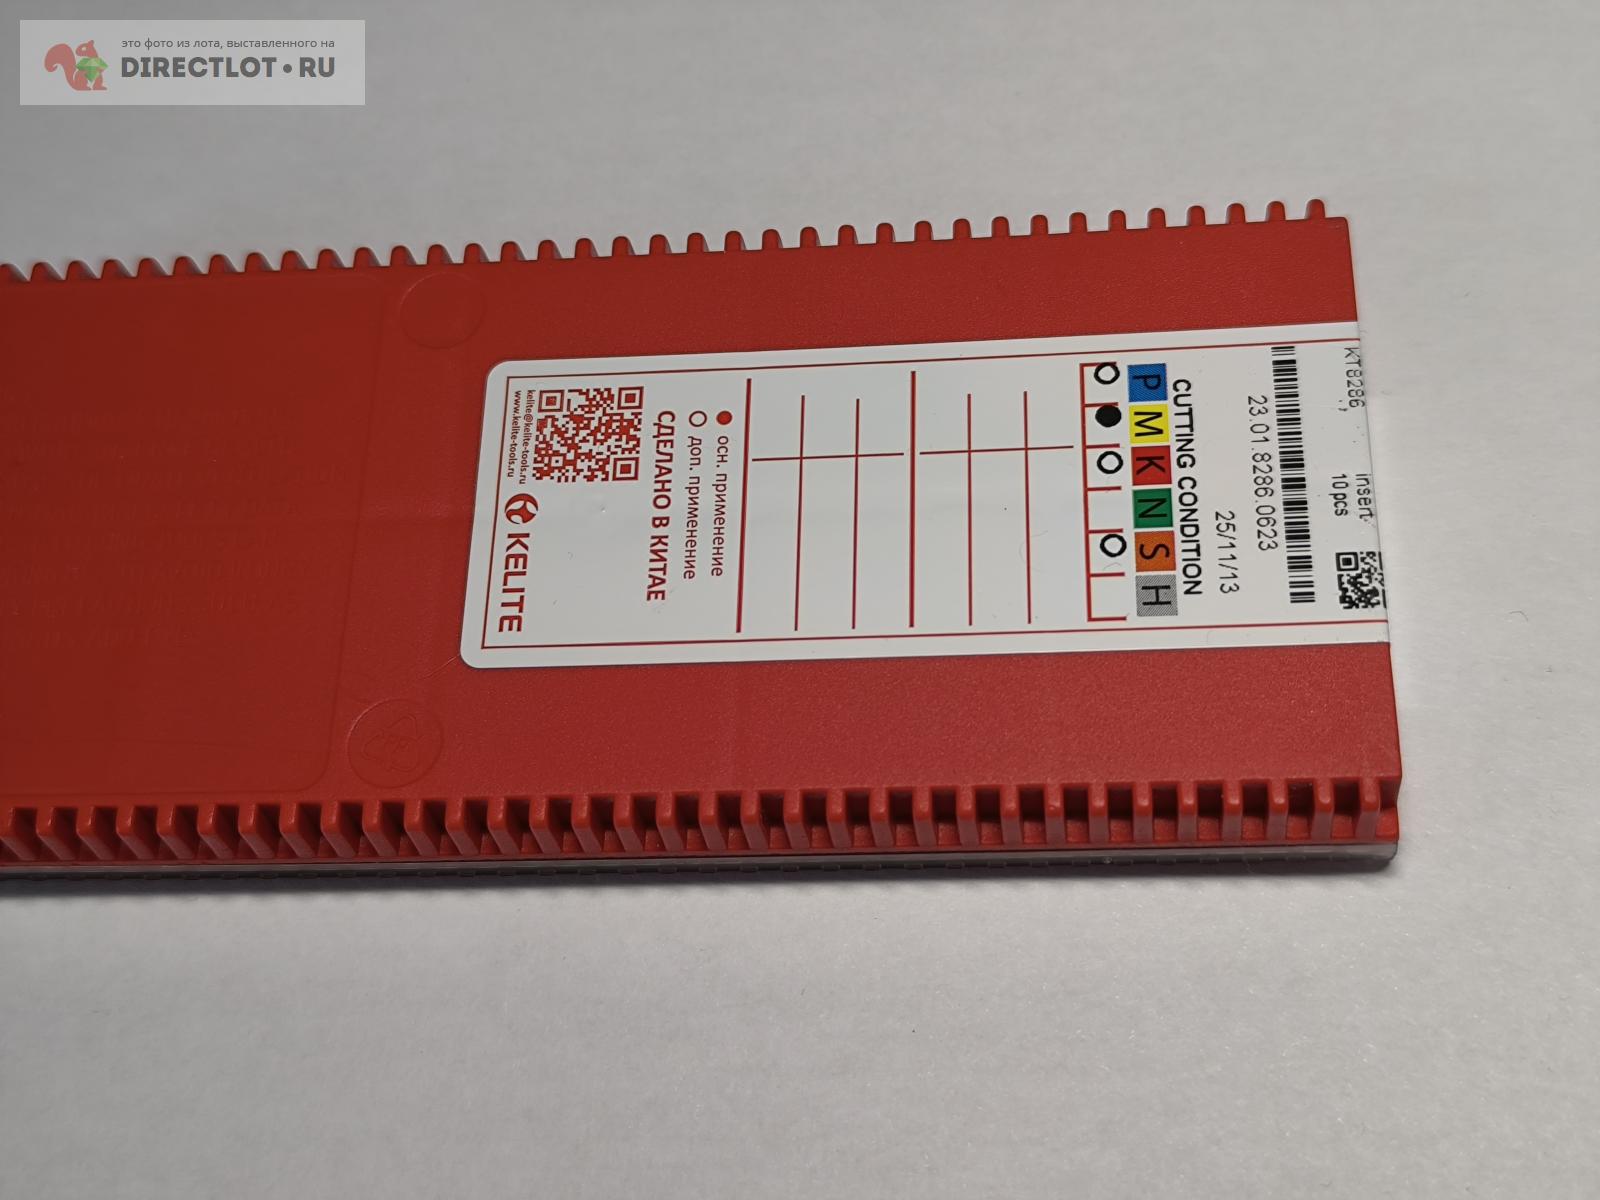 это фото из лота, выставленного на
DIRECTLOT•RU
KT8286
insert
10pcs
23.01.8286.0623
25/11/13
CUTTING CONDITION
P M K N S H
осн. применение
доп. применение
СДЕЛАНО В КИТАЕ
kelite@kelite-tools.ru
www.kelite-tools.ru
KELITE